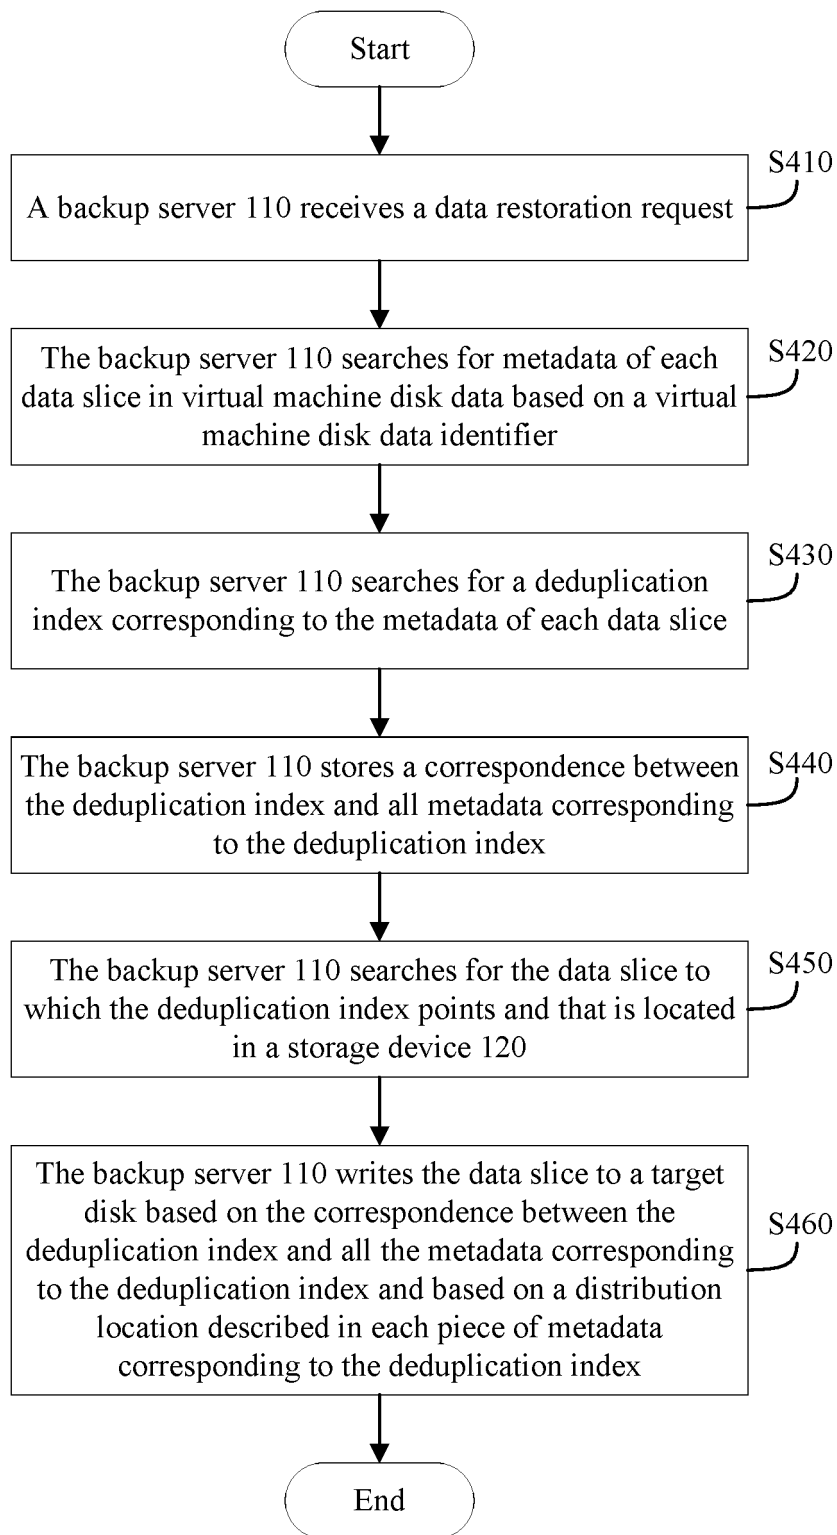 Start
S410
A backup server 110 receives a data restoration request
S420
The backup server 110 searches for metadata of each
data slice in virtual machine disk data based on a virtual
machine disk data identifier
S430
The backup server 110 searches for a deduplication
index corresponding to the metadata of each data slice
S440
The backup server 110 stores a correspondence between
the deduplication index and all metadata corresponding
to the deduplication index
S450
The backup server 110 searches for the data slice to
which the deduplication index points and that is located
in a storage device 120
S460
The backup server 110 writes the data slice to a target
disk based on the correspondence between the
deduplication index and all the metadata corresponding
to the deduplication index and based on a distribution
location described in each piece of metadata
corresponding to the deduplication index
End